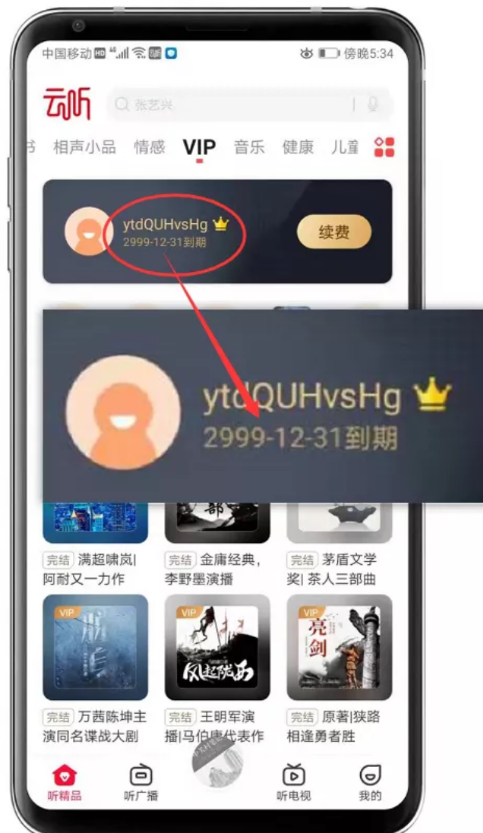 中国移动 HD 傍晚5:34
云听
张艺兴
书 相声小品 情感 VIP 音乐 健康 儿童
ytdQUHvsHg
2999-12-31到期
续费
ytdQUHvsHg
2999-12-31到期
部
完结 满超啸岚|
阿耐又一力作
完结 金庸经典，
李野墨演播
完结 茅盾文学
奖| 茶人三部曲
VIP
VIP
风起陇西
VIP
亮剑
完结 万茜陈坤主
演同名谍战大剧
完结 王明军演
播|马伯庸代表作
完结 原著|狭路
相逢勇者胜
听精品 听广播 听电视 我的